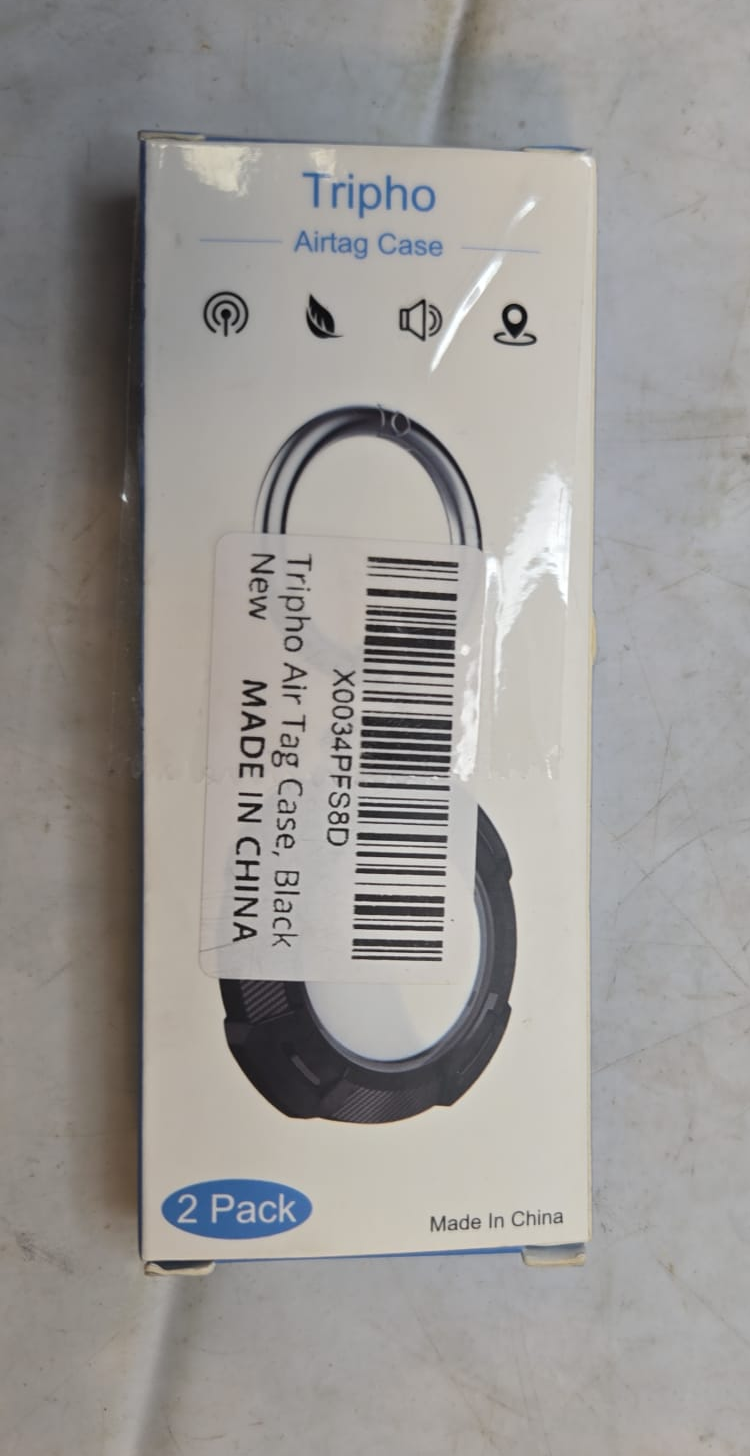 Tripho
Airtag Case
X0034PFS8D
Tripho Air Tag Case, Black
New MADE IN CHINA
2 Pack
Made In China